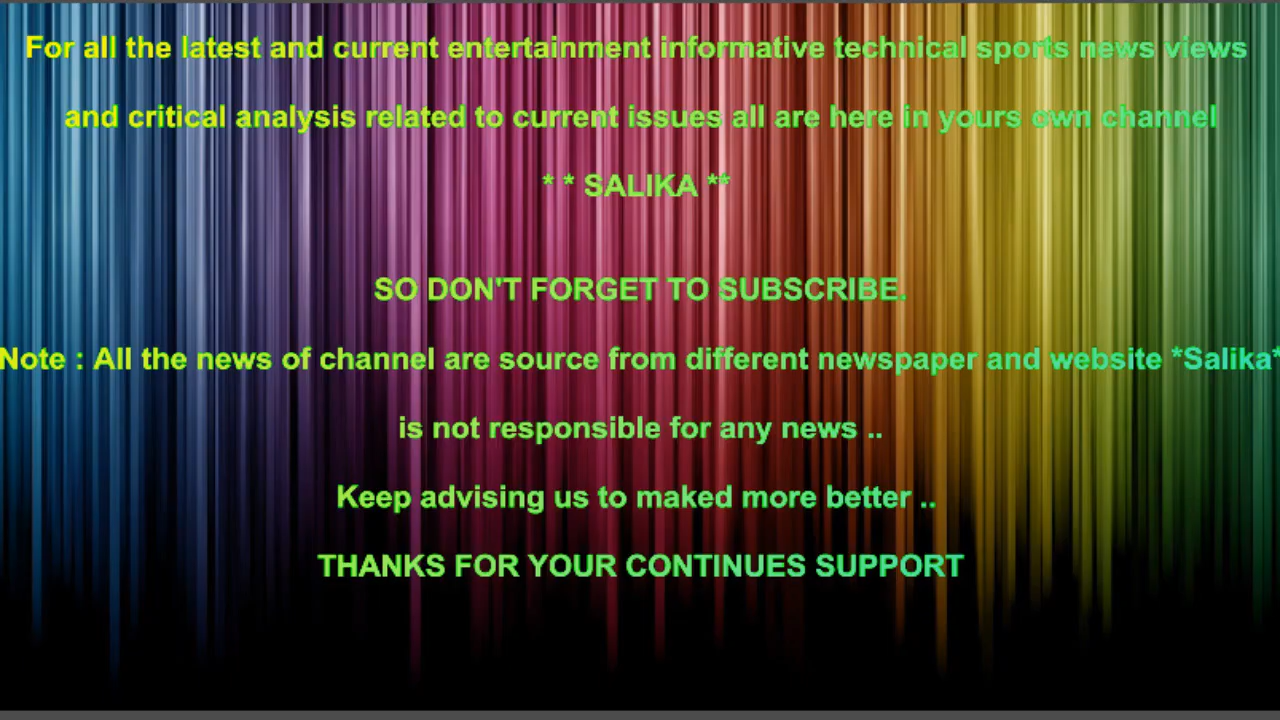 For all the latest and current entertainment informative technical sports news views
and critical analysis related to current issues all are here in yours own channel
* * SALIKA **
SO DON'T FORGET TO SUBSCRIBE.
Note : All the news of channel are source from different newspaper and website *Salika*
is not responsible for any news ..
Keep advising us to maked more better ..
THANKS FOR YOUR CONTINUES SUPPORT